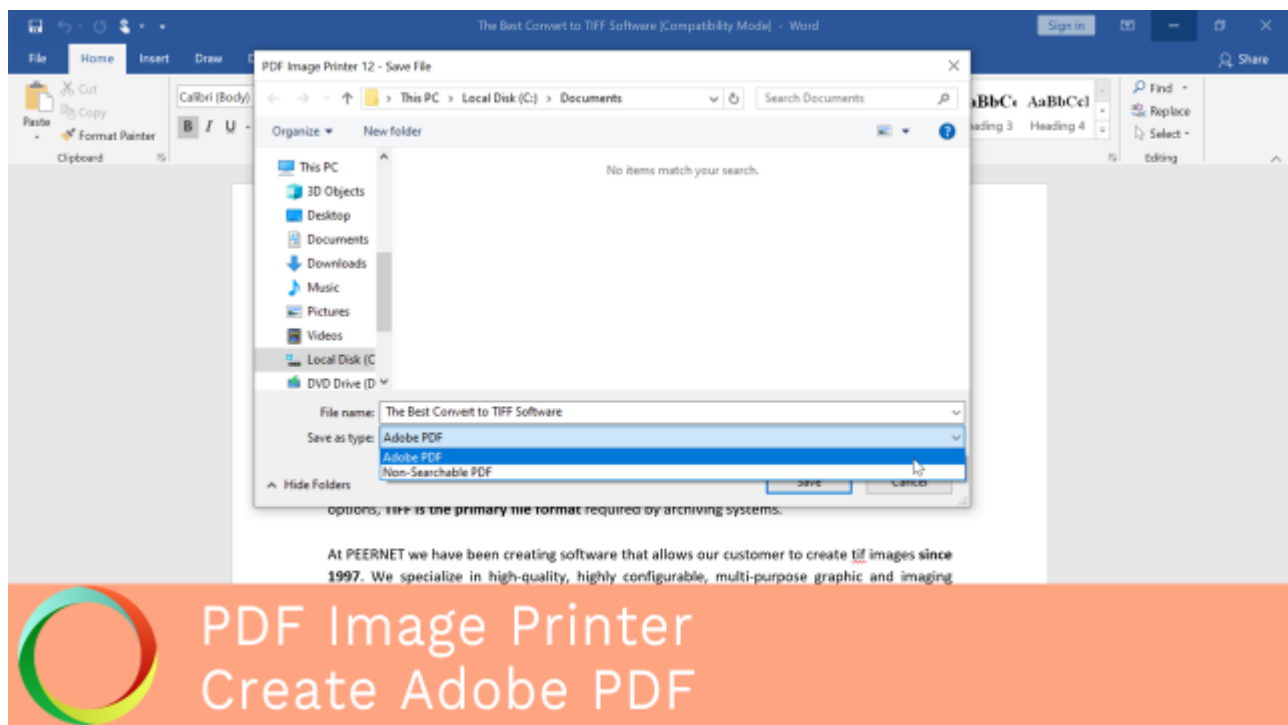 The Best Convert to TIFF Software [Compatibility Mode] - Word
Sign in
File Home Insert Draw
Share
PDF Image Printer 12 - Save File
Cut
Copy
Format Painter
Paste
Clipboard
Calibri (Body)
B I U
This PC > Local Disk (C:) > Documents
Search Documents
Organize
New folder
?
aBbC AaBbCcI
eading 3 Heading 4
Find
Replace
Select
Editing
This PC
3D Objects
Desktop
Documents
Downloads
Music
Pictures
Videos
Local Disk (C
DVD Drive (D
No items match your search.
File name: The Best Convert to TIFF Software
Save as type: Adobe PDF
Adobe PDF
Non-Searchable PDF
Hide Folders
Save
Cancel
options, TIFF is the primary file format required by archiving systems.
At PEERNET we have been creating software that allows our customer to create tif images since
1997. We specialize in high-quality, highly configurable, multi-purpose graphic and imaging
PDF Image Printer
Create Adobe PDF